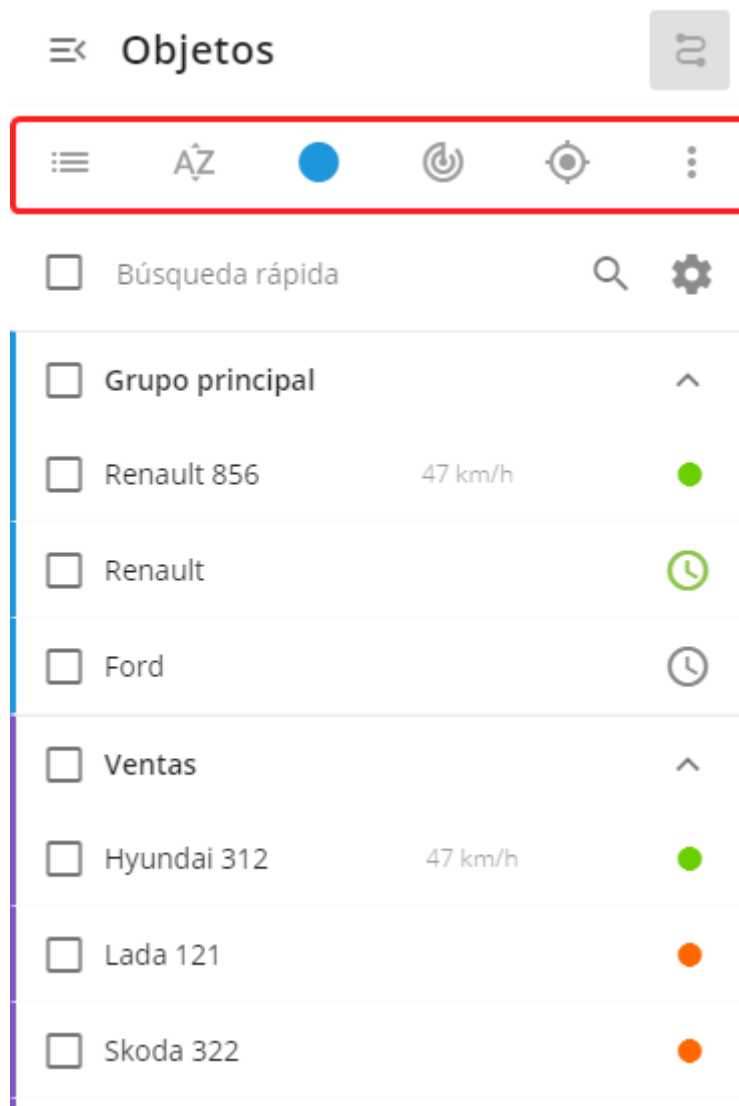 Objetos
AZ
Búsqueda rápida
Grupo principal
Renault 856 47 km/h
Renault
Ford
Ventas
Hyundai 312 47 km/h
Lada 121
Skoda 322